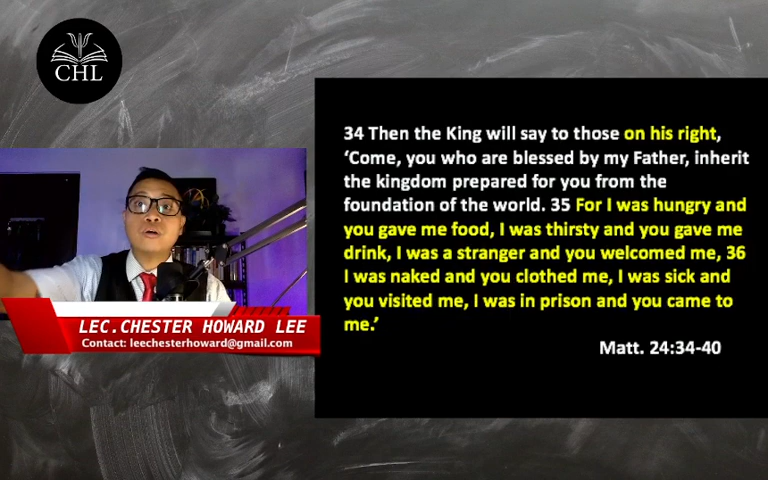 CHL
34 Then the King will say to those on his right,
‘Come, you who are blessed by my Father, inherit
the kingdom prepared for you from the
foundation of the world. 35 For I was hungry and
you gave me food, I was thirsty and you gave me
drink, I was a stranger and you welcomed me, 36
I was naked and you clothed me, I was sick and
you visited me, I was in prison and you came to
me.’
Matt. 24:34-40
LEC.CHESTER HOWARD LEE
Contact: leechesterhoward@gmail.com